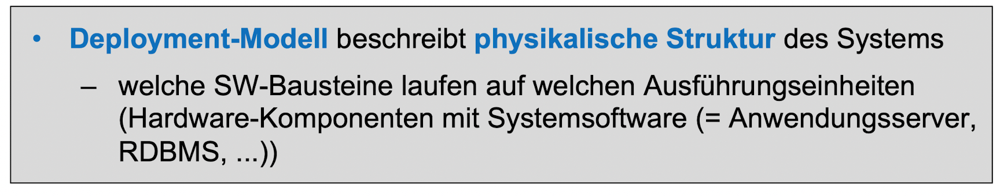 • Deployment-Modell beschreibt physikalische Struktur des Systems
– welche SW-Bausteine laufen auf welchen Ausführungseinheiten
(Hardware-Komponenten mit Systemsoftware (= Anwendungsserver,
RDBMS, ...))